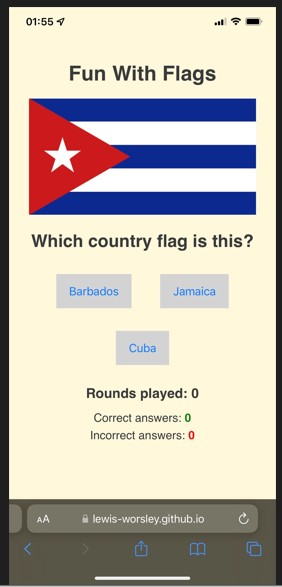 01:55
Fun With Flags
Which country flag is this?
Barbados
Jamaica
Cuba
Rounds played: 0
Correct answers: 0
Incorrect answers: 0
AA
lewis-worsley.github.io